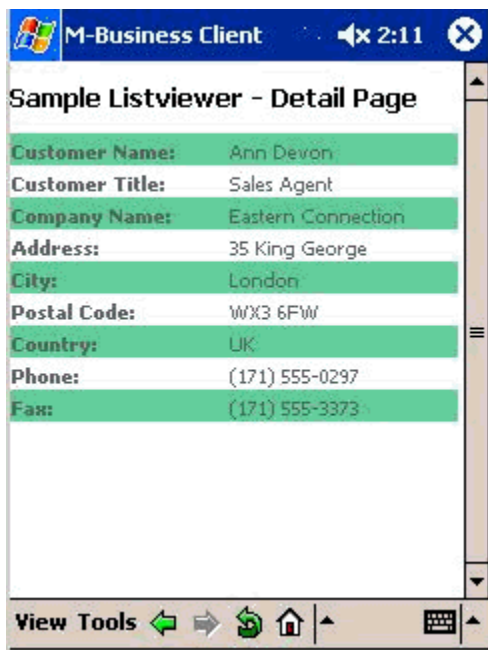 M-Business Client 2:11
Sample Listviewer - Detail Page
Customer Name: Ann Devon
Customer Title: Sales Agent
Company Name: Eastern Connection
Address: 35 King George
City: London
Postal Code: WX3 6FW
Country: UK
Phone: (171) 555-0297
Fax: (171) 555-3373
View Tools